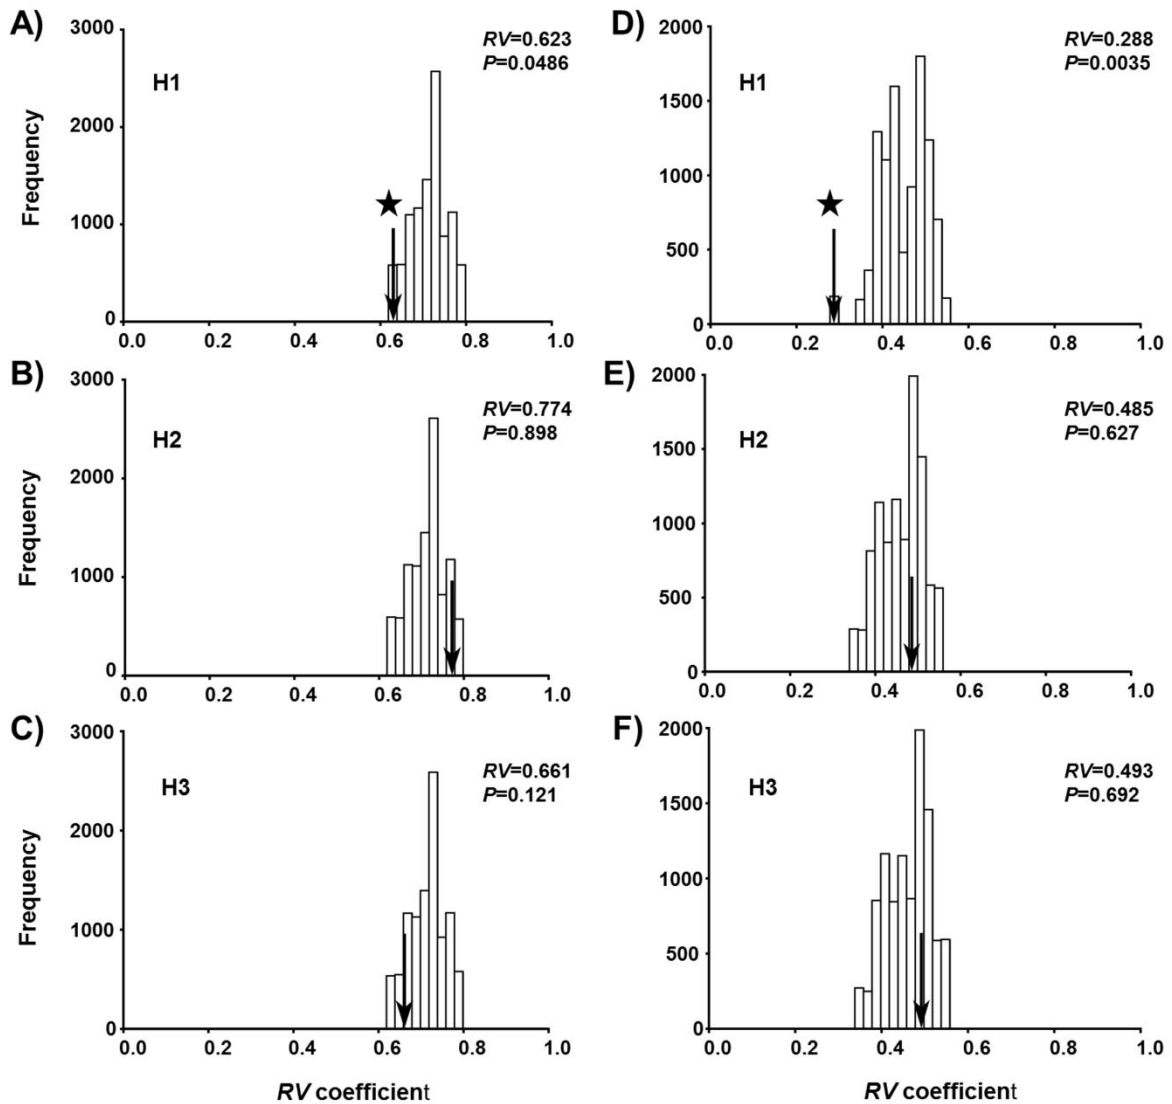 A)
3000
2000
1000
0
Frequency
H1
RV=0.623
P=0.0486
0.0 0.2 0.4 0.6 0.8 1.0
D)
2000
1500
1000
500
0
H1
RV=0.288
P=0.0035
0.0 0.2 0.4 0.6 0.8 1.0
B)
3000
2000
1000
0
Frequency
H2
RV=0.774
P=0.898
0.0 0.2 0.4 0.6 0.8 1.0
E)
2000
1500
1000
500
0
H2
RV=0.485
P=0.627
0.0 0.2 0.4 0.6 0.8 1.0
C)
3000
2000
1000
0
Frequency
H3
RV=0.661
P=0.121
0.0 0.2 0.4 0.6 0.8 1.0
RV coefficient
F)
2000
1500
1000
500
0
H3
RV=0.493
P=0.692
0.0 0.2 0.4 0.6 0.8 1.0
RV coefficient